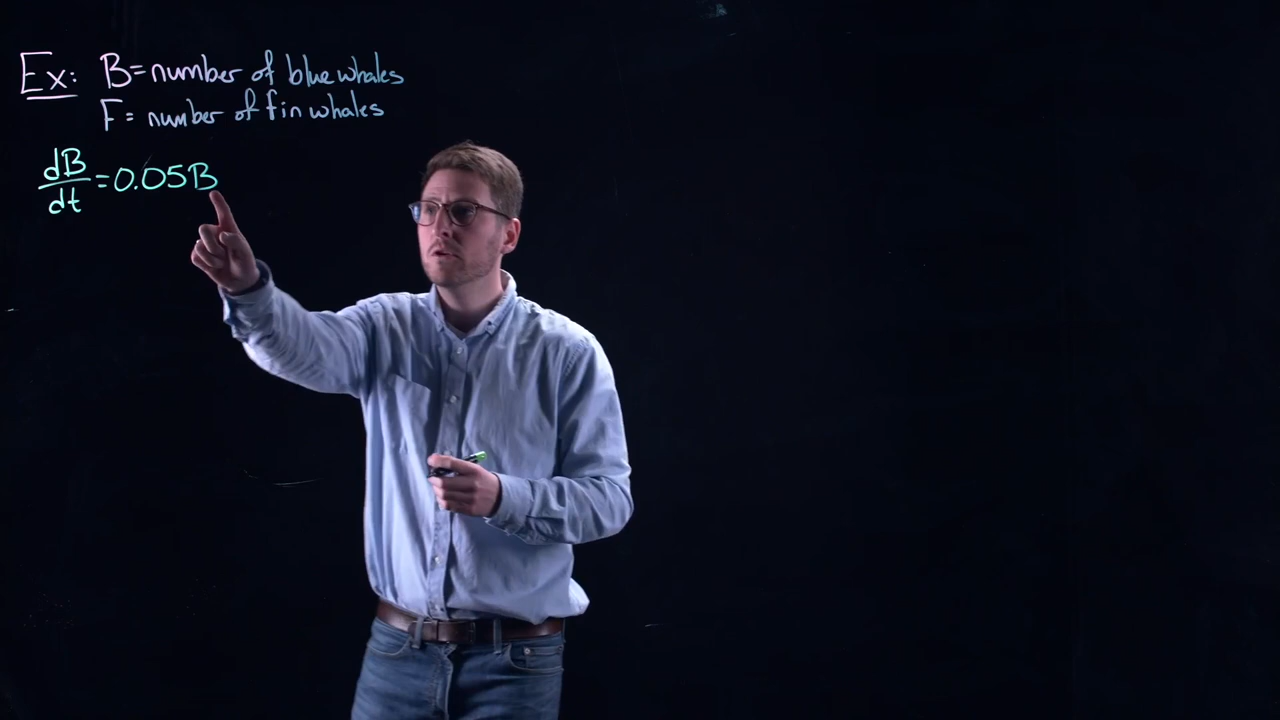 Ex: B=number of blue whales
F= number of fin whales
dB/dt=0.05B